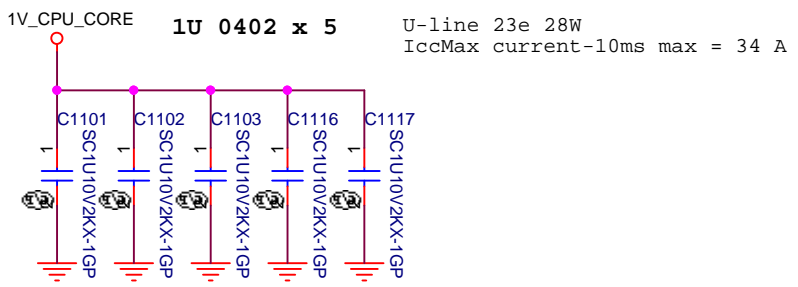 1V_CPU_CORE
1U 0402 x 5
U-line 23e 28W
IccMax current-10ms max = 34 A
C1101
C1102
C1103
C1116
C1117
1
1
1
1
1
SC1U10V2KX-1GP
SC1U10V2KX-1GP
SC1U10V2KX-1GP
SC1U10V2KX-1GP
SC1U10V2KX-1GP